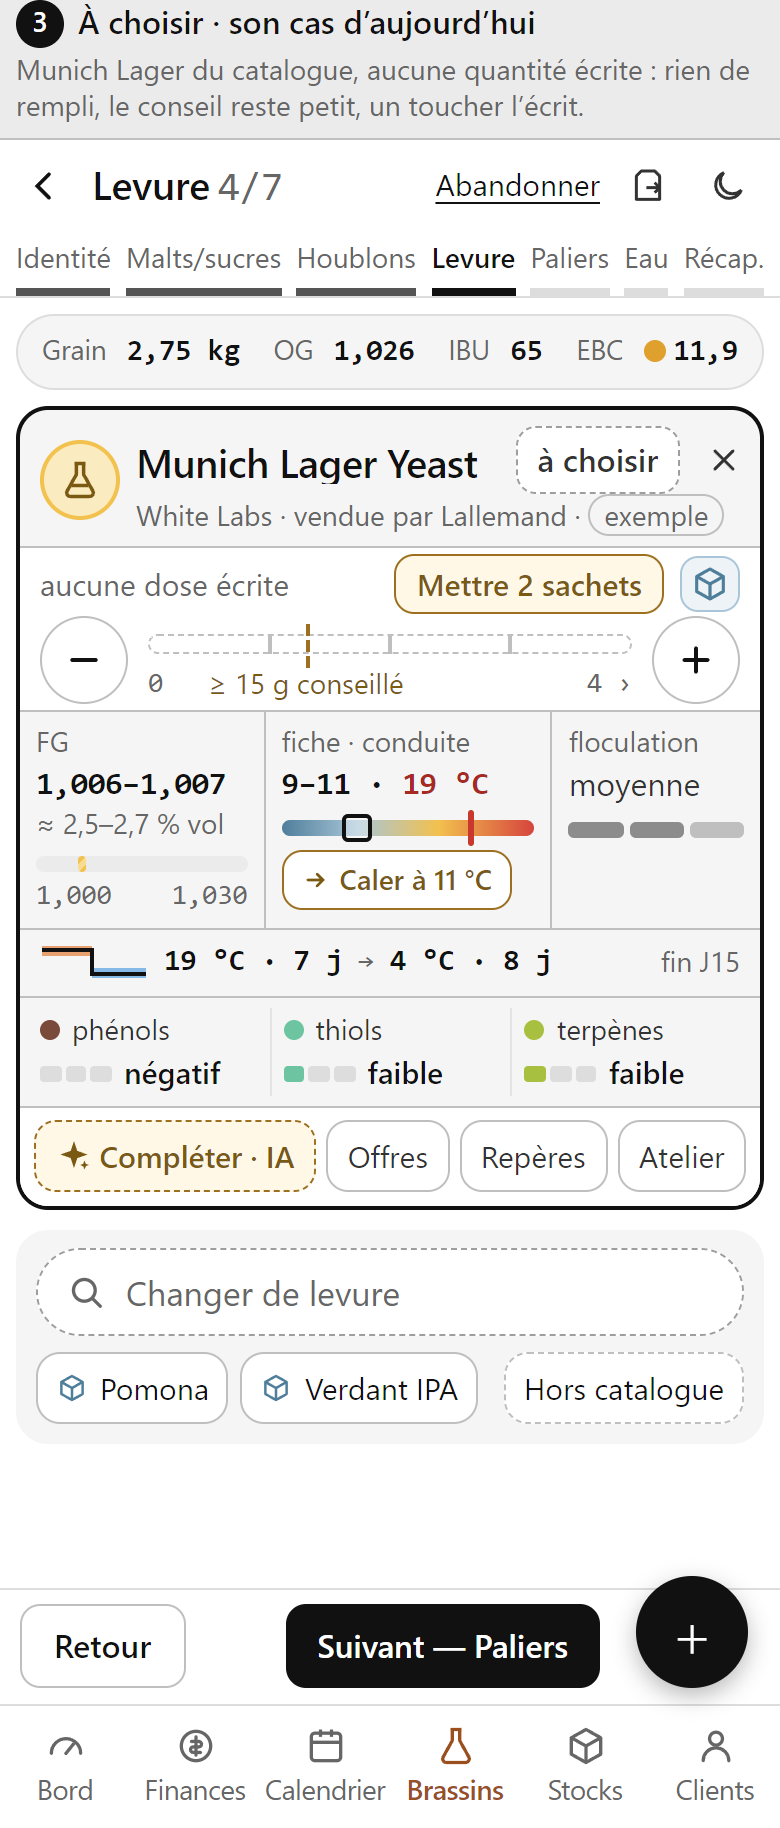 3 À choisir · son cas d’aujourd’hui
Munich Lager du catalogue, aucune quantité écrite : rien de
rempli, le conseil reste petit, un toucher l’écrit.
Levure 4/7 Abandonner
Identité Malts/sucres Houblons Levure Paliers Eau Récap.
Grain 2,75 kg OG 1,026 IBU 65 EBC 11,9
Munich Lager Yeast à choisir
White Labs · vendue par Lallemand · exemple
aucune dose écrite Mettre 2 sachets
0 ≥ 15 g conseillé 4 ›
FG fiche · conduite floculation
1,006–1,007 9–11 · 19 °C moyenne
≈ 2,5–2,7 % vol
→ Caler à 11 °C
1,000 1,030
19 °C · 7 j → 4 °C · 8 j fin J15
phénols thiols terpènes
négatif faible faible
Compléter · IA Offres Repères Atelier
Changer de levure
Pomona Verdant IPA Hors catalogue
Retour Suivant — Paliers +
Bord Finances Calendrier Brassins Stocks Clients